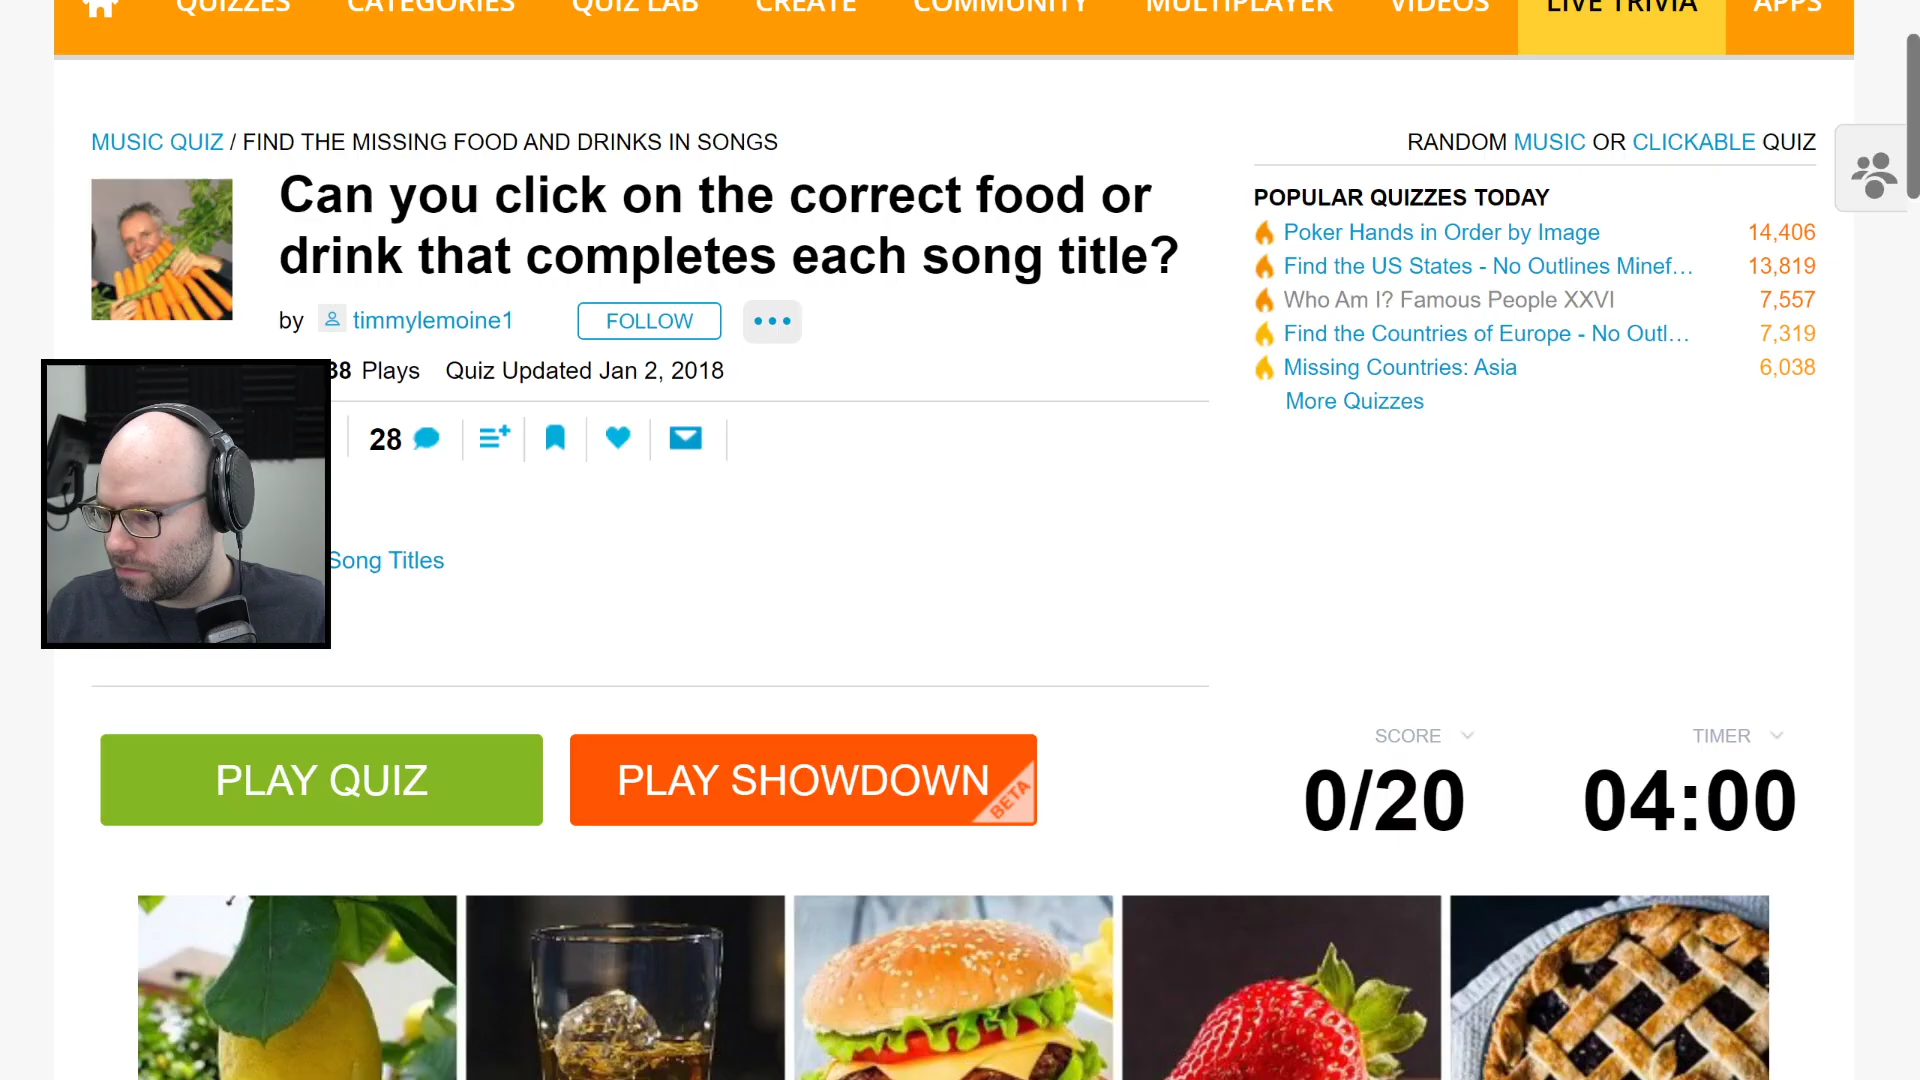 QUIZZES CATEGORIES QUIZ LAB CREATE COMMUNITY MULTIPLAYER VIDEOS LIVE TRIVIA APPS
MUSIC QUIZ / FIND THE MISSING FOOD AND DRINKS IN SONGS
Can you click on the correct food or
drink that completes each song title?
by timmylemoine1 FOLLOW
38 Plays Quiz Updated Jan 2, 2018
28
Song Titles
RANDOM MUSIC OR CLICKABLE QUIZ
POPULAR QUIZZES TODAY
Poker Hands in Order by Image 14,406
Find the US States - No Outlines Minef… 13,819
Who Am I? Famous People XXVI 7,557
Find the Countries of Europe - No Outl… 7,319
Missing Countries: Asia 6,038
More Quizzes
PLAY QUIZ
PLAY SHOWDOWN
BETA
SCORE
0/20
TIMER
04:00